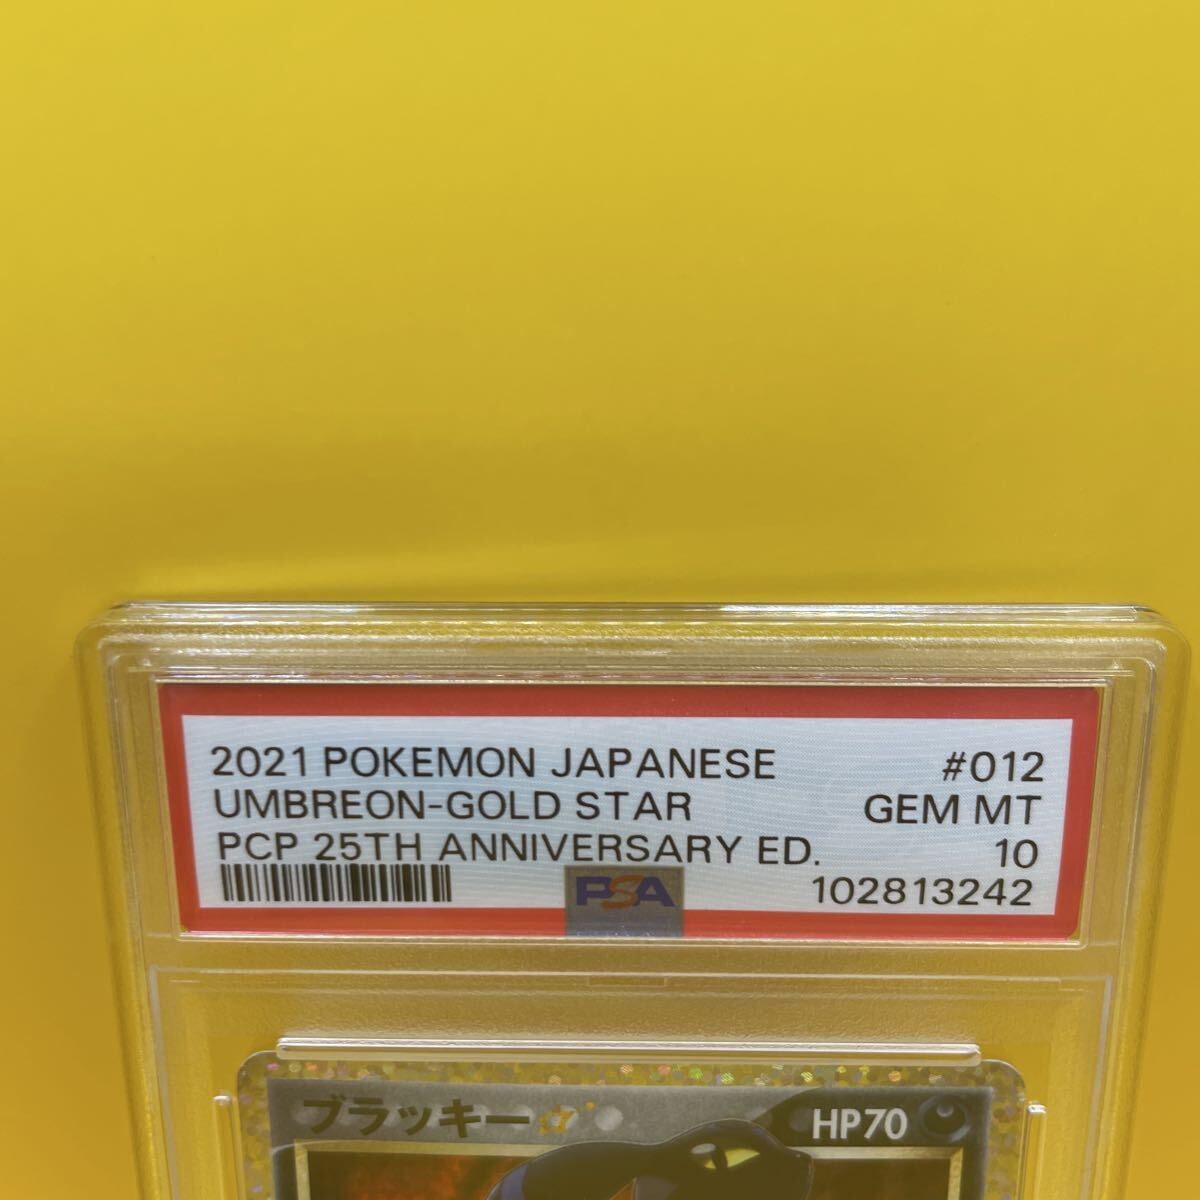 2021 POKEMON JAPANESE #012
UMBREON-GOLD STAR GEM MT
PCP 25TH ANNIVERSARY ED. 10
PSA 102813242
ブラッキー☆ HP70